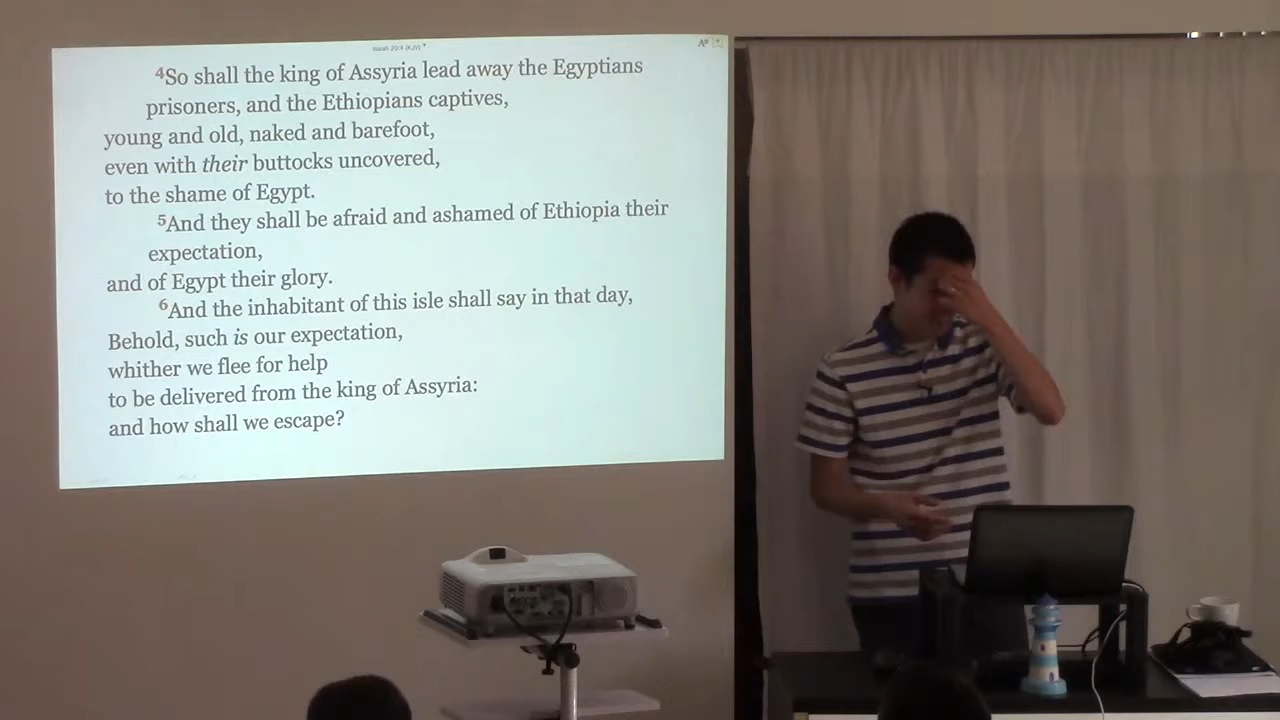 Isaiah 20:4 (KJV)
4So shall the king of Assyria lead away the Egyptians
prisoners, and the Ethiopians captives,
young and old, naked and barefoot,
even with their buttocks uncovered,
to the shame of Egypt.
5And they shall be afraid and ashamed of Ethiopia their
expectation,
and of Egypt their glory.
6And the inhabitant of this isle shall say in that day,
Behold, such is our expectation,
whither we flee for help
to be delivered from the king of Assyria:
and how shall we escape?